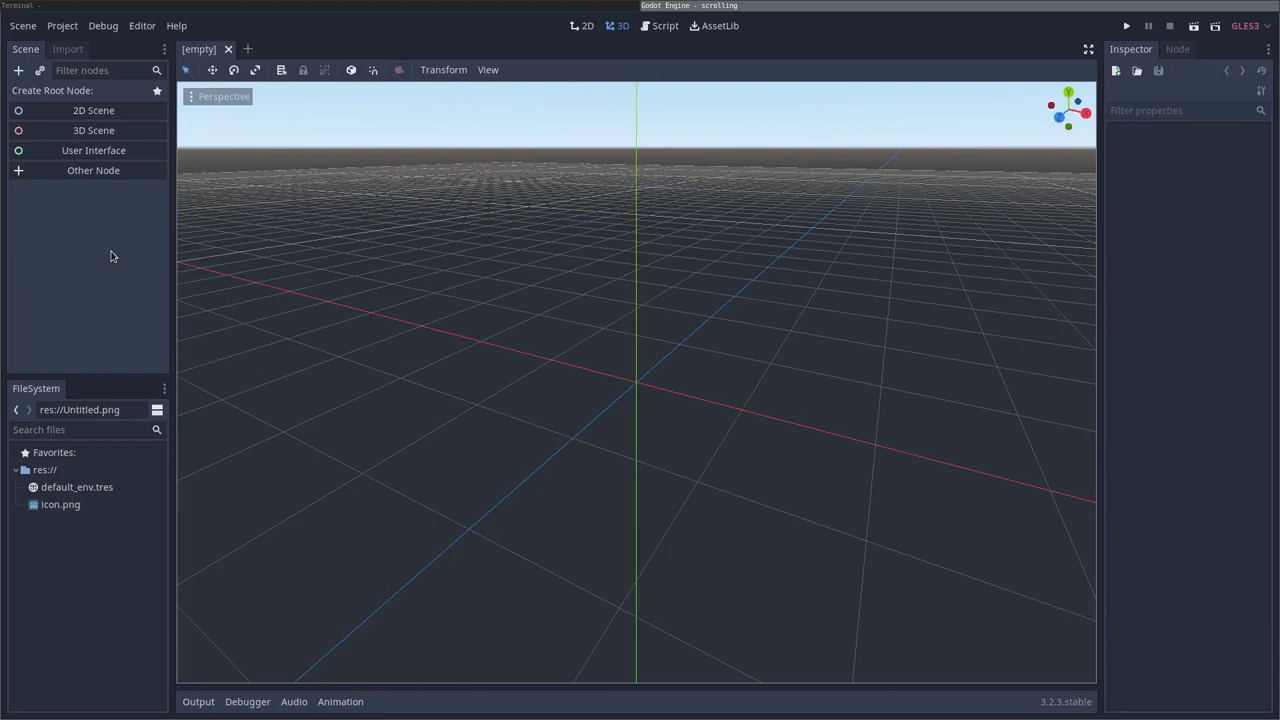 Terminal -
Godot Engine - scrolling
Scene Project Debug Editor Help
2D 3D Script AssetLib
GLES3
Scene Import
[empty]
Inspector Node
Filter nodes
Transform View
Create Root Node:
Perspective
Y
X
Z
2D Scene
Filter properties
3D Scene
User Interface
Other Node
FileSystem
res://Untitled.png
Search files
Favorites:
res://
default_env.tres
icon.png
Output Debugger Audio Animation
3.2.3.stable